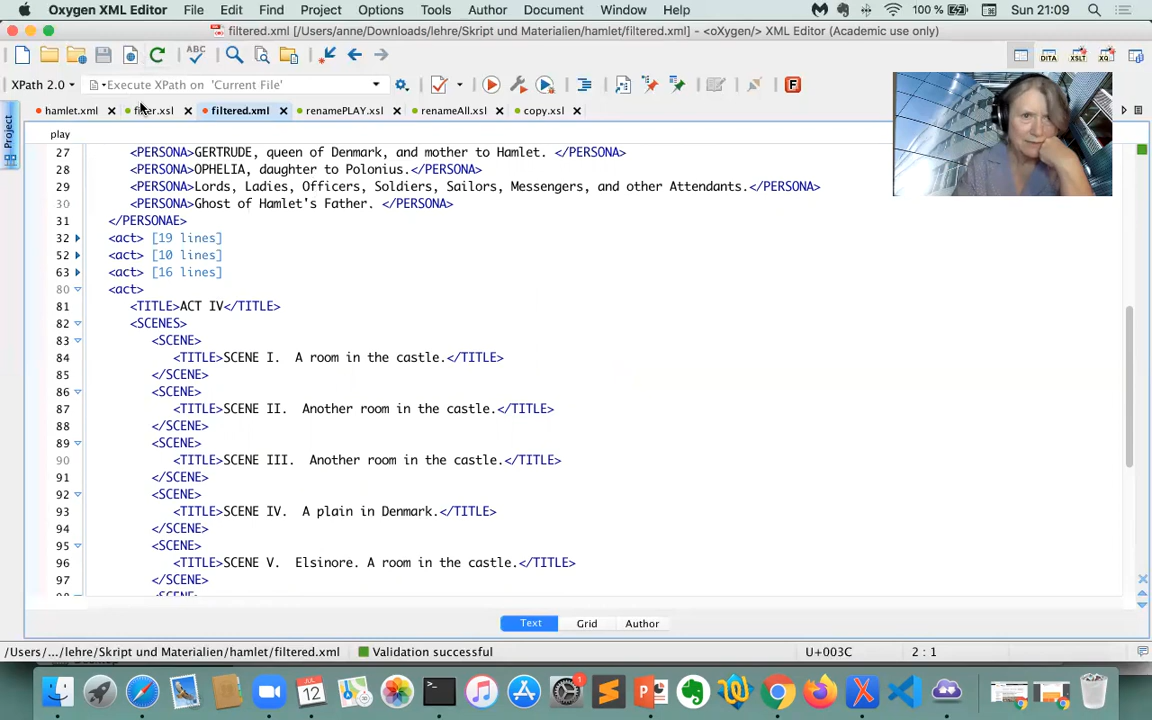 Oxygen XML Editor File Edit Find Project Options Tools Author Document Window Help 100 % Sun 21:09
filtered.xml [/Users/anne/Downloads/lehre/Skript und Materialien/hamlet/filtered.xml] - <oXygen/> XML Editor (Academic use only)
ABC
DITA XSLT XQ
XPath 2.0 Execute XPath on 'Current File' F
hamlet.xml filter.xsl filtered.xml renamePLAY.xsl renameAll.xsl copy.xsl
Project
play
27 <PERSONA>GERTRUDE, queen of Denmark, and mother to Hamlet. </PERSONA>
28 <PERSONA>OPHELIA, daughter to Polonius.</PERSONA>
29 <PERSONA>Lords, Ladies, Officers, Soldiers, Sailors, Messengers, and other Attendants.</PERSONA>
30 <PERSONA>Ghost of Hamlet's Father. </PERSONA>
31 </PERSONAE>
32 <act> [19 lines]
52 <act> [10 lines]
63 <act> [16 lines]
80 <act>
81 <TITLE>ACT IV</TITLE>
82 <SCENES>
83 <SCENE>
84 <TITLE>SCENE I.  A room in the castle.</TITLE>
85 </SCENE>
86 <SCENE>
87 <TITLE>SCENE II.  Another room in the castle.</TITLE>
88 </SCENE>
89 <SCENE>
90 <TITLE>SCENE III.  Another room in the castle.</TITLE>
91 </SCENE>
92 <SCENE>
93 <TITLE>SCENE IV.  A plain in Denmark.</TITLE>
94 </SCENE>
95 <SCENE>
96 <TITLE>SCENE V.  Elsinore. A room in the castle.</TITLE>
97 </SCENE>
98 <SCENE>
Text Grid Author
/Users/.../lehre/Skript und Materialien/hamlet/filtered.xml Validation successful U+003C 2 : 1
JUL
12
1